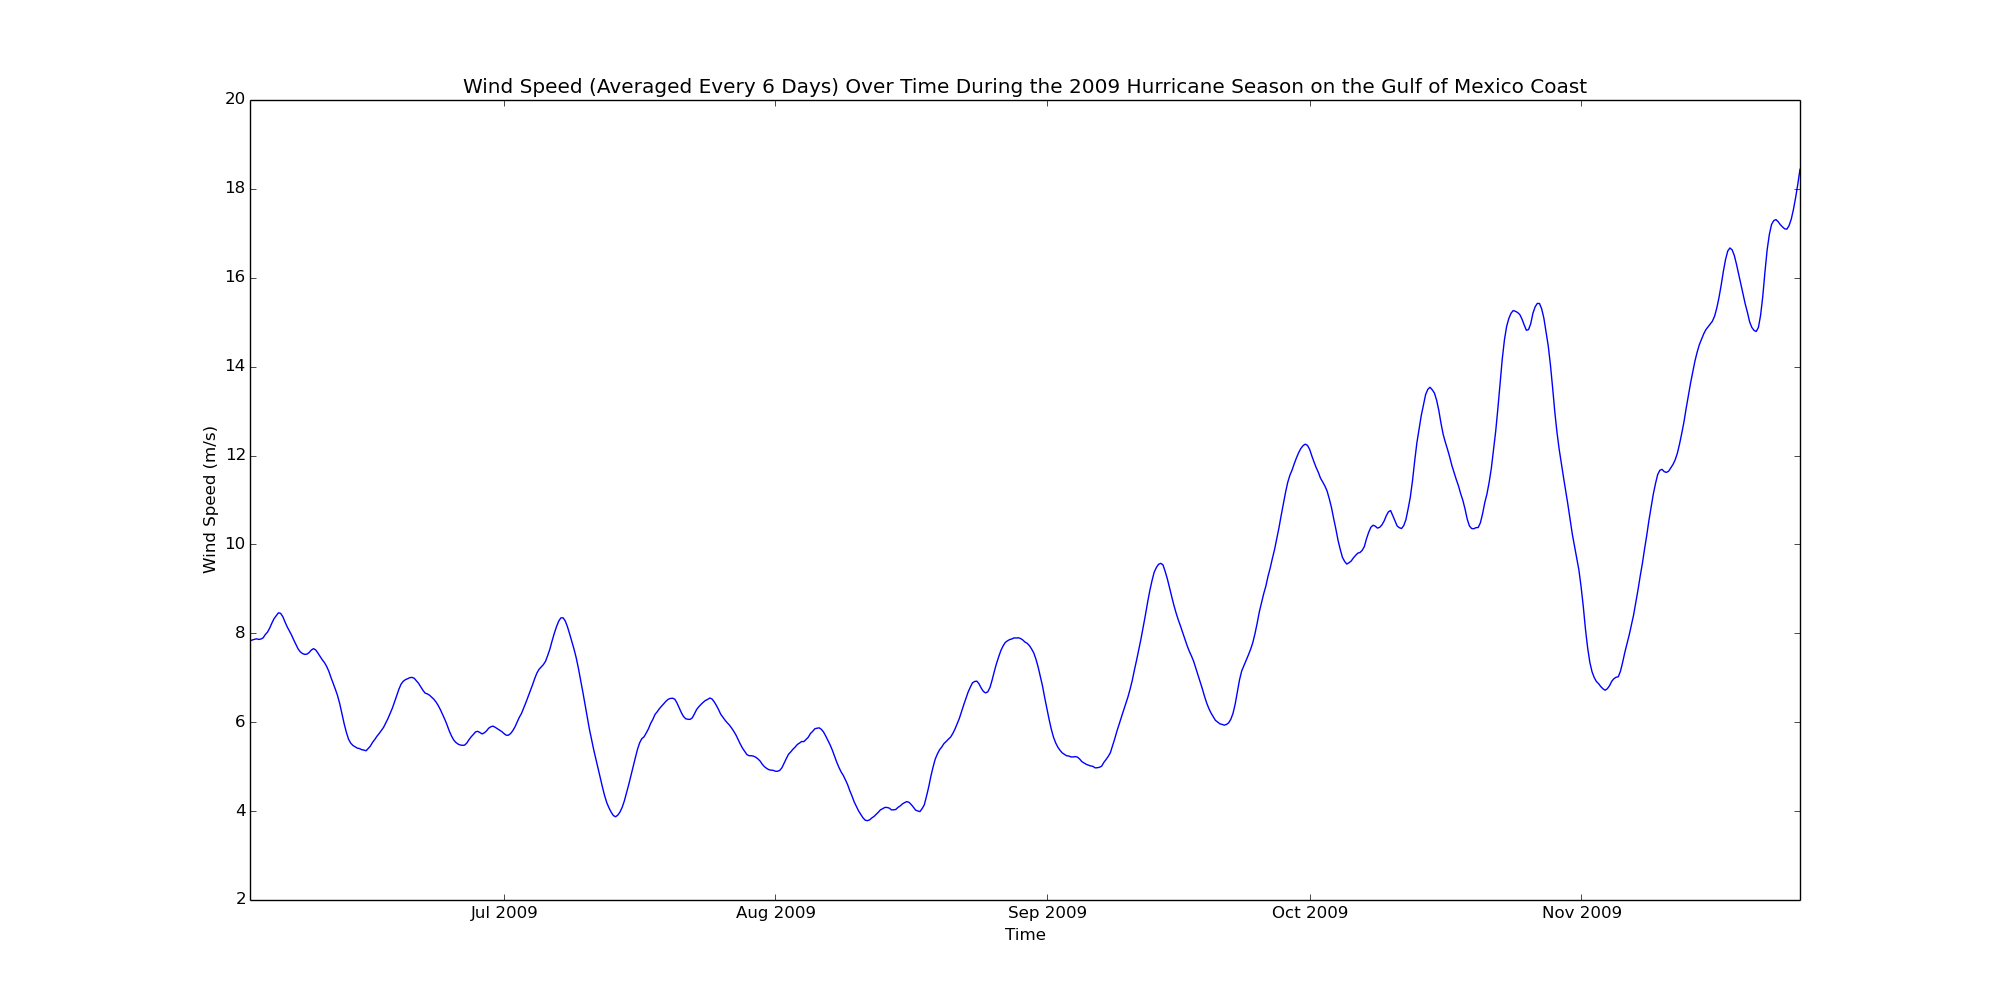 Wind Speed (Averaged Every 6 Days) Over Time During the 2009 Hurricane Season on the Gulf of Mexico Coast
20
18
16
14
12
10
8
6
4
2
Wind Speed (m/s)
Jul 2009 Aug 2009 Sep 2009 Oct 2009 Nov 2009
Time